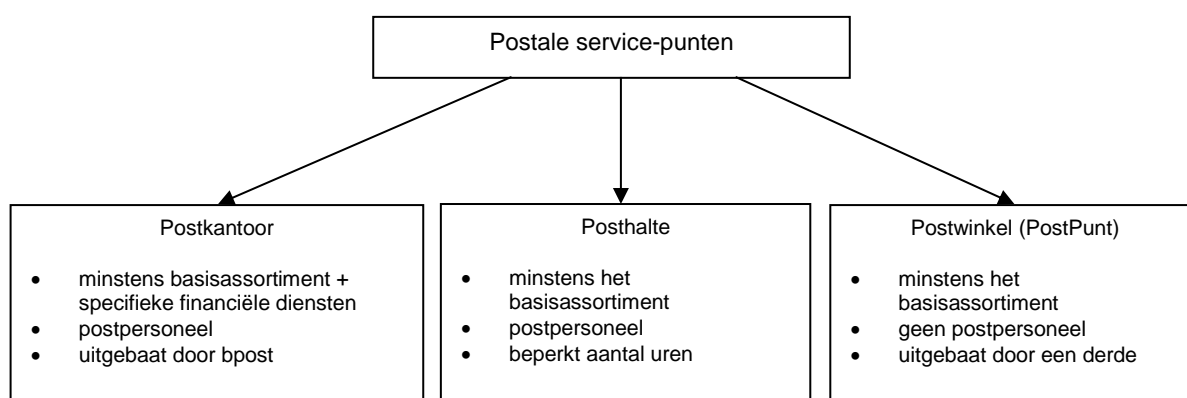 Postale service-punten
Postkantoor
• minstens basisassortiment +
specifieke financiële diensten
• postpersoneel
• uitgebaat door bpost
Posthalte
• minstens het
basisassortiment
• postpersoneel
• beperkt aantal uren
Postwinkel (PostPunt)
• minstens het
basisassortiment
• geen postpersoneel
• uitgebaat door een derde